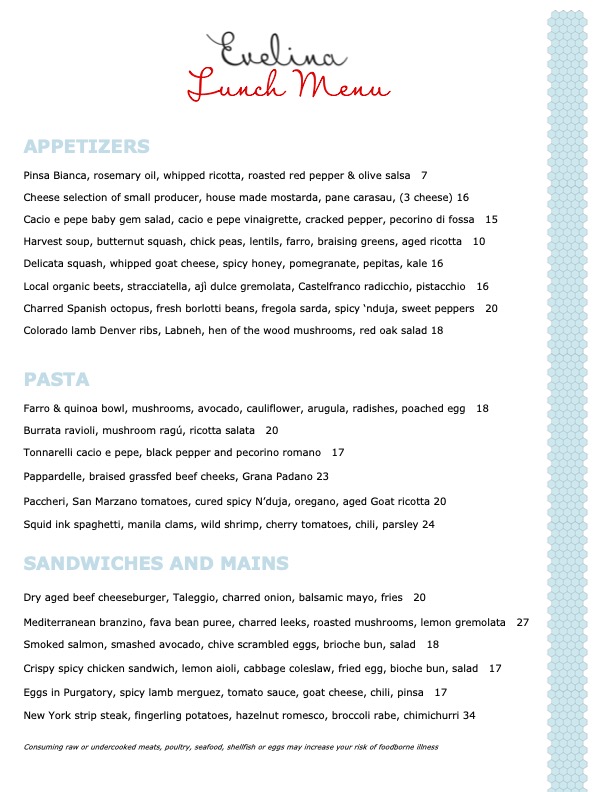 Evelina
Lunch Menu
APPETIZERS
Pinsa Bianca, rosemary oil, whipped ricotta, roasted red pepper & olive salsa 7
Cheese selection of small producer, house made mostarda, pane carasau, (3 cheese) 16
Cacio e pepe baby gem salad, cacio e pepe vinaigrette, cracked pepper, pecorino di fossa 15
Harvest soup, butternut squash, chick peas, lentils, farro, braising greens, aged ricotta 10
Delicata squash, whipped goat cheese, spicy honey, pomegranate, pepitas, kale 16
Local organic beets, stracciatella, ajì dulce gremolata, Castelfranco radicchio, pistacchio 16
Charred Spanish octopus, fresh borlotti beans, fregola sarda, spicy ‘nduja, sweet peppers 20
Colorado lamb Denver ribs, Labneh, hen of the wood mushrooms, red oak salad 18
PASTA
Farro & quinoa bowl, mushrooms, avocado, cauliflower, arugula, radishes, poached egg 18
Burrata ravioli, mushroom ragú, ricotta salata 20
Tonnarelli cacio e pepe, black pepper and pecorino romano 17
Pappardelle, braised grassfed beef cheeks, Grana Padano 23
Paccheri, San Marzano tomatoes, cured spicy N’duja, oregano, aged Goat ricotta 20
Squid ink spaghetti, manila clams, wild shrimp, cherry tomatoes, chili, parsley 24
SANDWICHES AND MAINS
Dry aged beef cheeseburger, Taleggio, charred onion, balsamic mayo, fries 20
Mediterranean branzino, fava bean puree, charred leeks, roasted mushrooms, lemon gremolata 27
Smoked salmon, smashed avocado, chive scrambled eggs, brioche bun, salad 18
Crispy spicy chicken sandwich, lemon aioli, cabbage coleslaw, fried egg, bioche bun, salad 17
Eggs in Purgatory, spicy lamb merguez, tomato sauce, goat cheese, chili, pinsa 17
New York strip steak, fingerling potatoes, hazelnut romesco, broccoli rabe, chimichurri 34
Consuming raw or undercooked meats, poultry, seafood, shellfish or eggs may increase your risk of foodborne illness